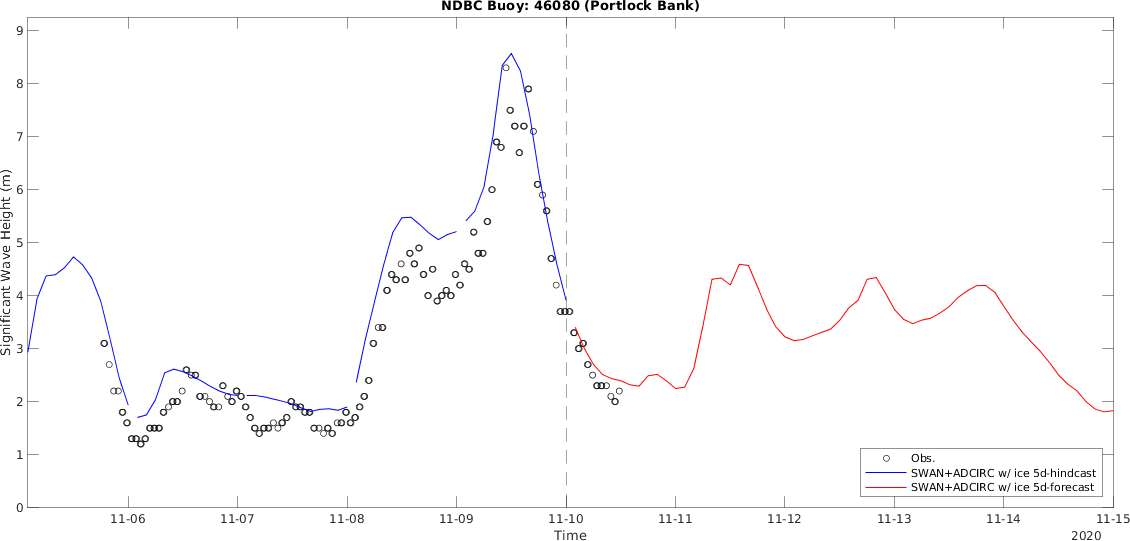 NDBC Buoy: 46080 (Portlock Bank)
9
8
7
6
5
4
3
2
1
0
Significant Wave Height (m)
Obs.
SWAN+ADCIRC w/ ice 5d-hindcast
SWAN+ADCIRC w/ ice 5d-forecast
11-06 11-07 11-08 11-09 11-10 11-11 11-12 11-13 11-14 11-15
Time
2020